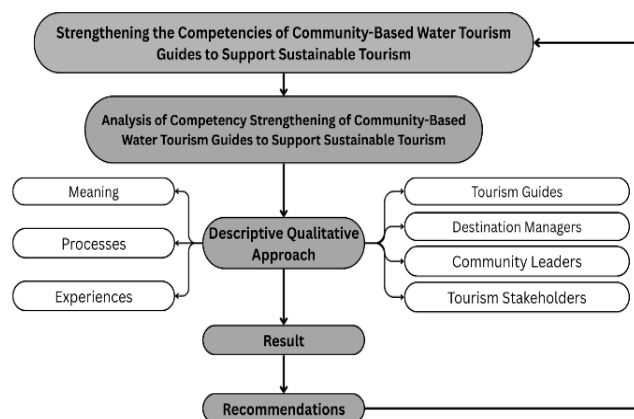 Strengthening the Competencies of Community-Based Water Tourism
Guides to Support Sustainable Tourism
Analysis of Competency Strengthening of Community-Based
Water Tourism Guides to Support Sustainable Tourism
Meaning
Processes
Experiences
Descriptive Qualitative
Approach
Tourism Guides
Destination Managers
Community Leaders
Tourism Stakeholders
Result
Recommendations